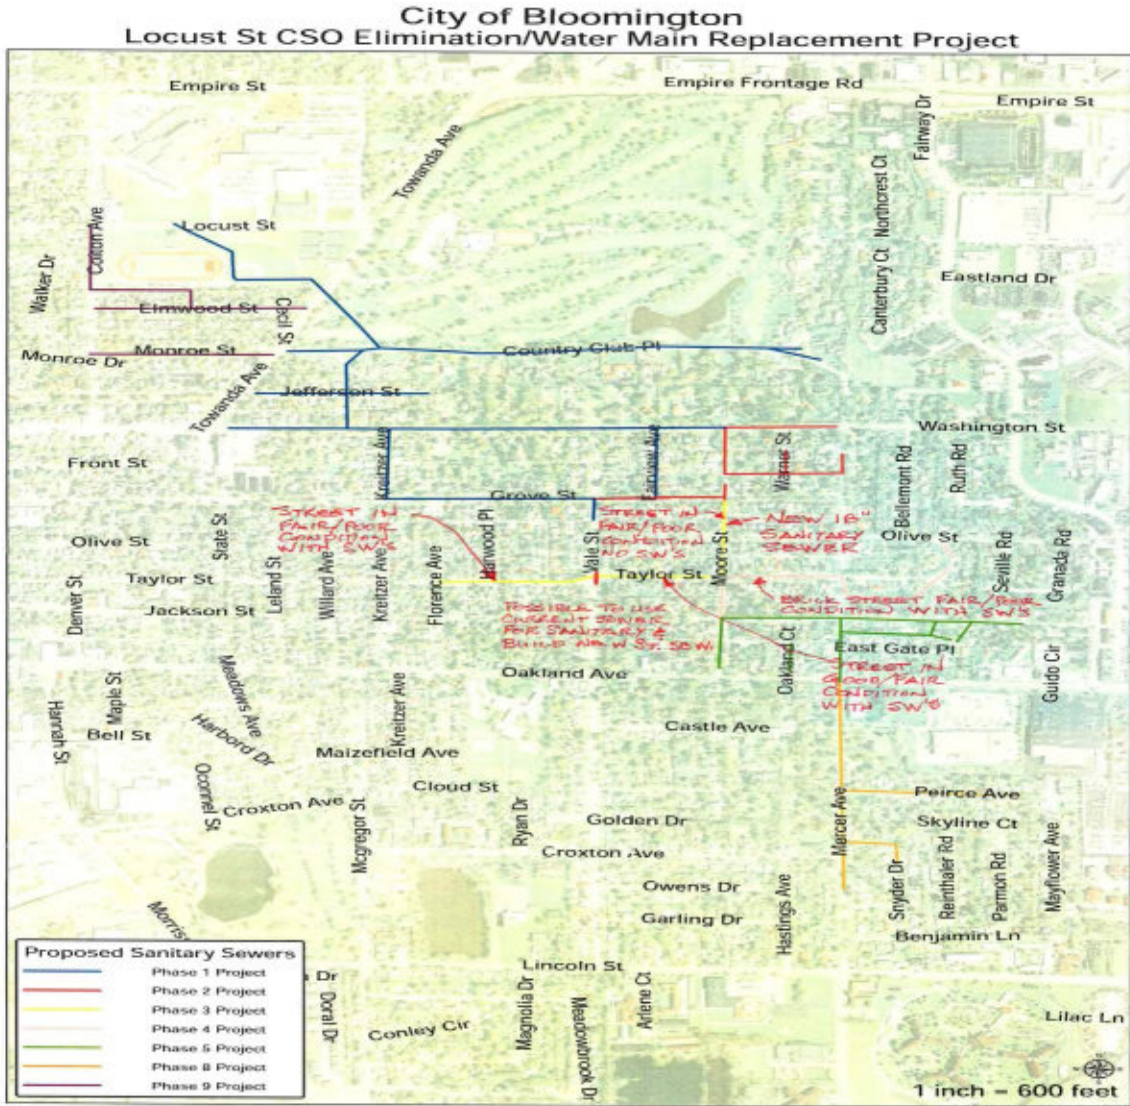 City of Bloomington
Locust St CSO Elimination/Water Main Replacement Project
Empire St
Empire Frontage Rd
Empire St
Fairway Dr
Towanda Ave
Northcrest Ct
Canterbury Ct
Locust St
Colton Ave
Walker Dr
Eastland Dr
Elmwood St
Cecil St
Monroe St
Monroe Dr
Country Club Pl
Jefferson St
Towanda Ave
Washington St
Front St
Kreitzer Ave
Fairview Ave
Warner St
Bellemont Rd
Ruth Rd
Grove St
STREET IN
FAIR/POOR
CONDITION
WITH SW'S
STREET IN
FAIR/POOR
CONDITION
NO SW'S
NEW 18"
SANITARY
SEWER
Olive St
State St
Harwood Pl
Vale St
Moore St
Olive St
Seville Rd
Granada Rd
Denver St
Taylor St
Leland St
Willard Ave
Kreitzer Ave
Florence Ave
Taylor St
Jackson St
BRICK STREET FAIR/POOR
CONDITION WITH SW'S
POSSIBLE TO USE
CURRENT SEWER
FOR SANITARY &
BUILD NEW ST. SEW.
Oakland Ct
East Gate Pl
STREET IN
GOOD/FAIR
CONDITION
WITH SW'S
Guido Cir
Oakland Ave
Hannah St
Maple St
Meadows Ave
Kreitzer Ave
Bell St
Harbord Dr
Castle Ave
Maizefield Ave
Oconnel St
Cloud St
Croxton Ave
Mcgregor St
Ryan Dr
Golden Dr
Mercer Ave
Peirce Ave
Skyline Ct
Croxton Ave
Owens Dr
Garling Dr
Hastings Ave
Snyder Dr
Reinthaler Rd
Parmon Rd
Mayflower Ave
Benjamin Ln
Lincoln St
Dr
Doral Dr
Conley Cir
Magnolia Dr
Meadowbrook Dr
Arlene Ct
Lilac Ln
Proposed Sanitary Sewers
Phase 1 Project
Phase 2 Project
Phase 3 Project
Phase 4 Project
Phase 5 Project
Phase 8 Project
Phase 9 Project
1 inch = 600 feet